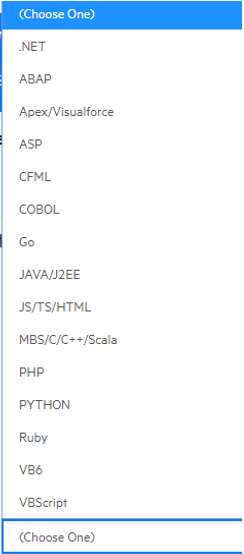 (Choose One)
.NET
ABAP
Apex/Visualforce
ASP
CFML
COBOL
Go
JAVA/J2EE
JS/TS/HTML
MBS/C/C++/Scala
PHP
PYTHON
Ruby
VB6
VBScript
(Choose One)